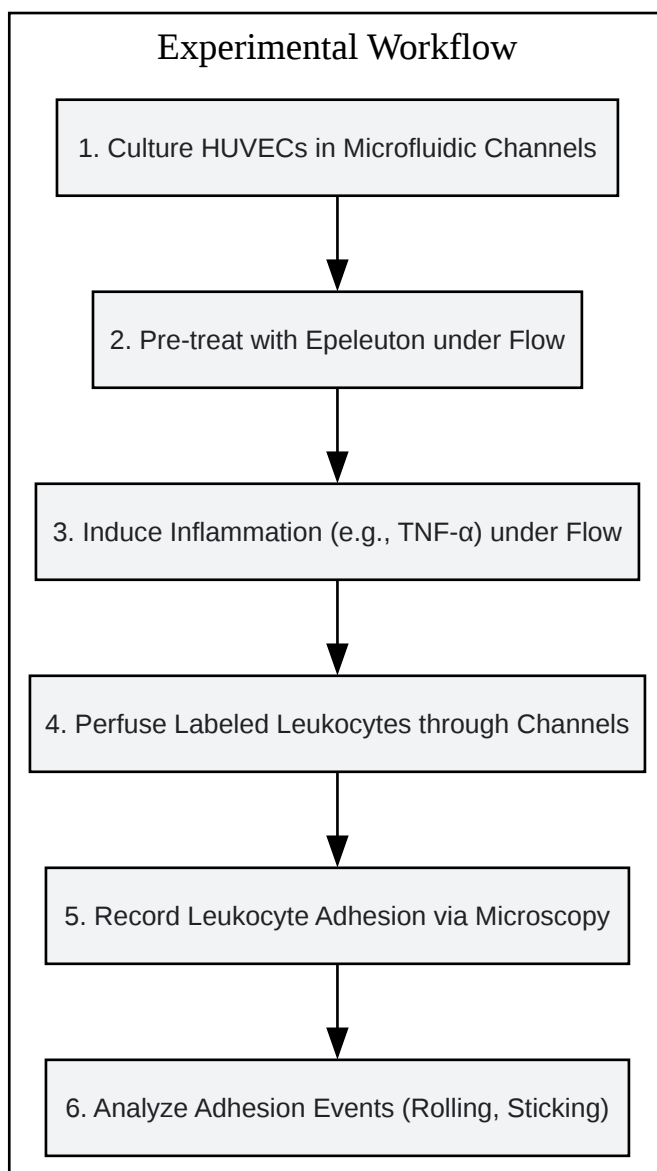 Experimental Workflow
1. Culture HUVECs in Microfluidic Channels
2. Pre-treat with Epeleuton under Flow
3. Induce Inflammation (e.g., TNF-α) under Flow
4. Perfuse Labeled Leukocytes through Channels
5. Record Leukocyte Adhesion via Microscopy
6. Analyze Adhesion Events (Rolling, Sticking)